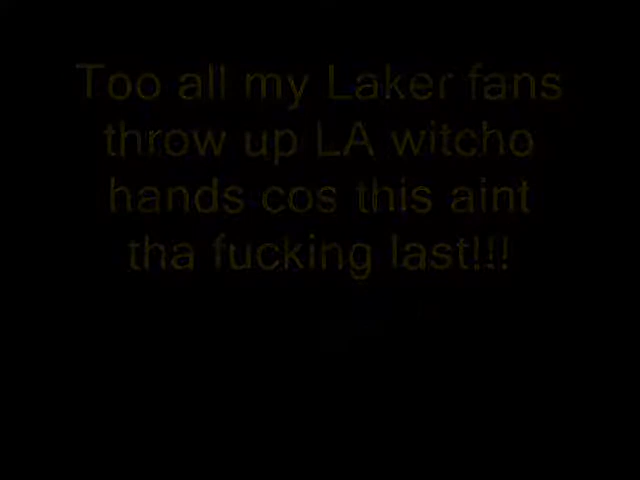 Too all my Laker fans
throw up LA witcho
hands cos this aint
tha fucking last!!!